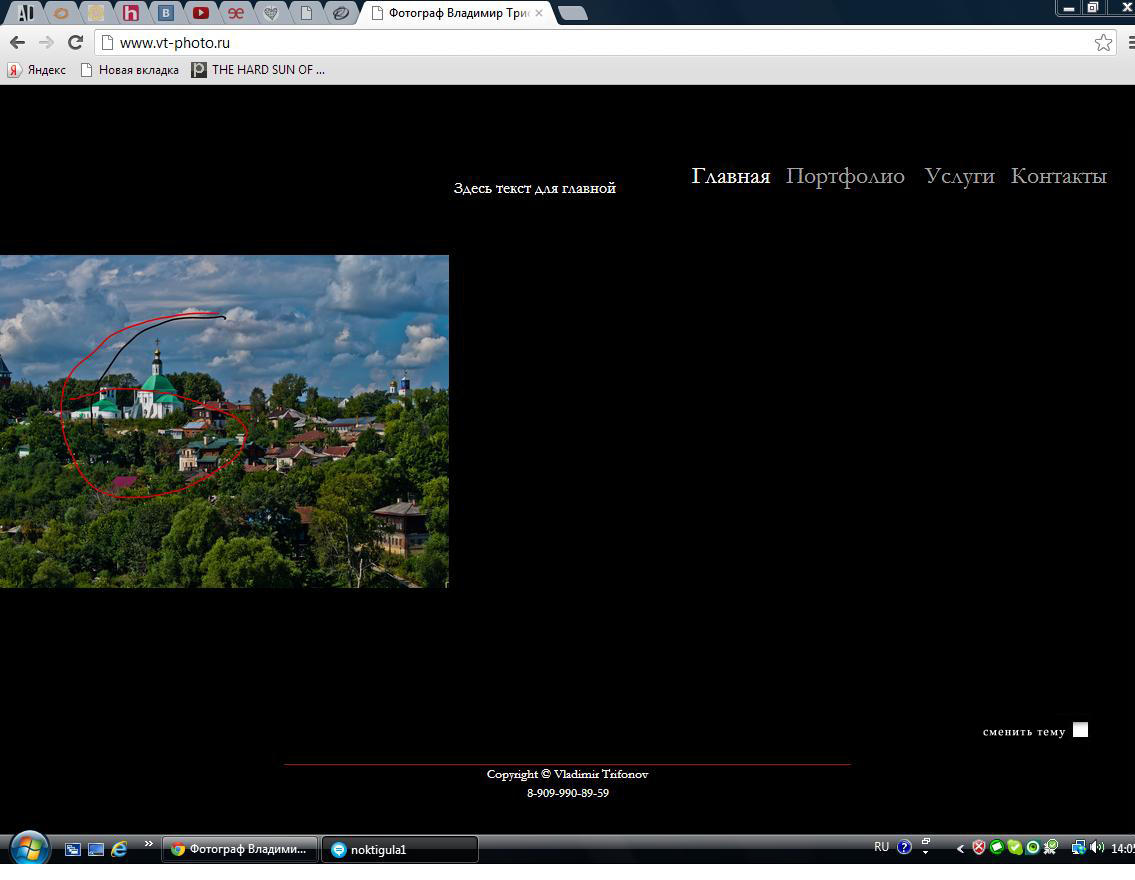 Фотограф Владимир Три
www.vt-photo.ru
Яндекс
Новая вкладка
THE HARD SUN OF ...
Главная Портфолио Услуги Контакты
Здесь текст для главной
сменить тему
Copyright © Vladimir Trifonov
8-909-990-89-59
Фотограф Владими...
noktigula1
RU
14:05